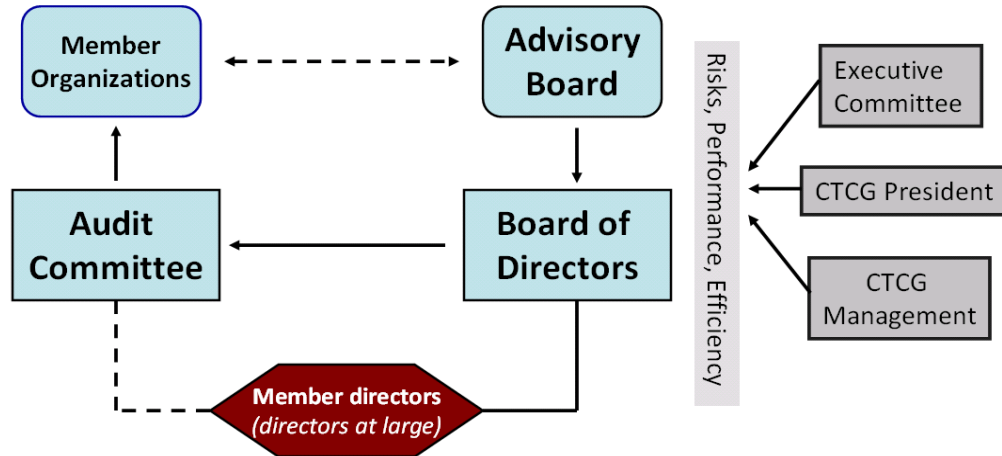 Member
Organizations
Advisory
Board
Risks, Performance, Efficiency
Executive
Committee
Audit
Committee
Board of
Directors
CTCG President
CTCG
Management
Member directors
(directors at large)